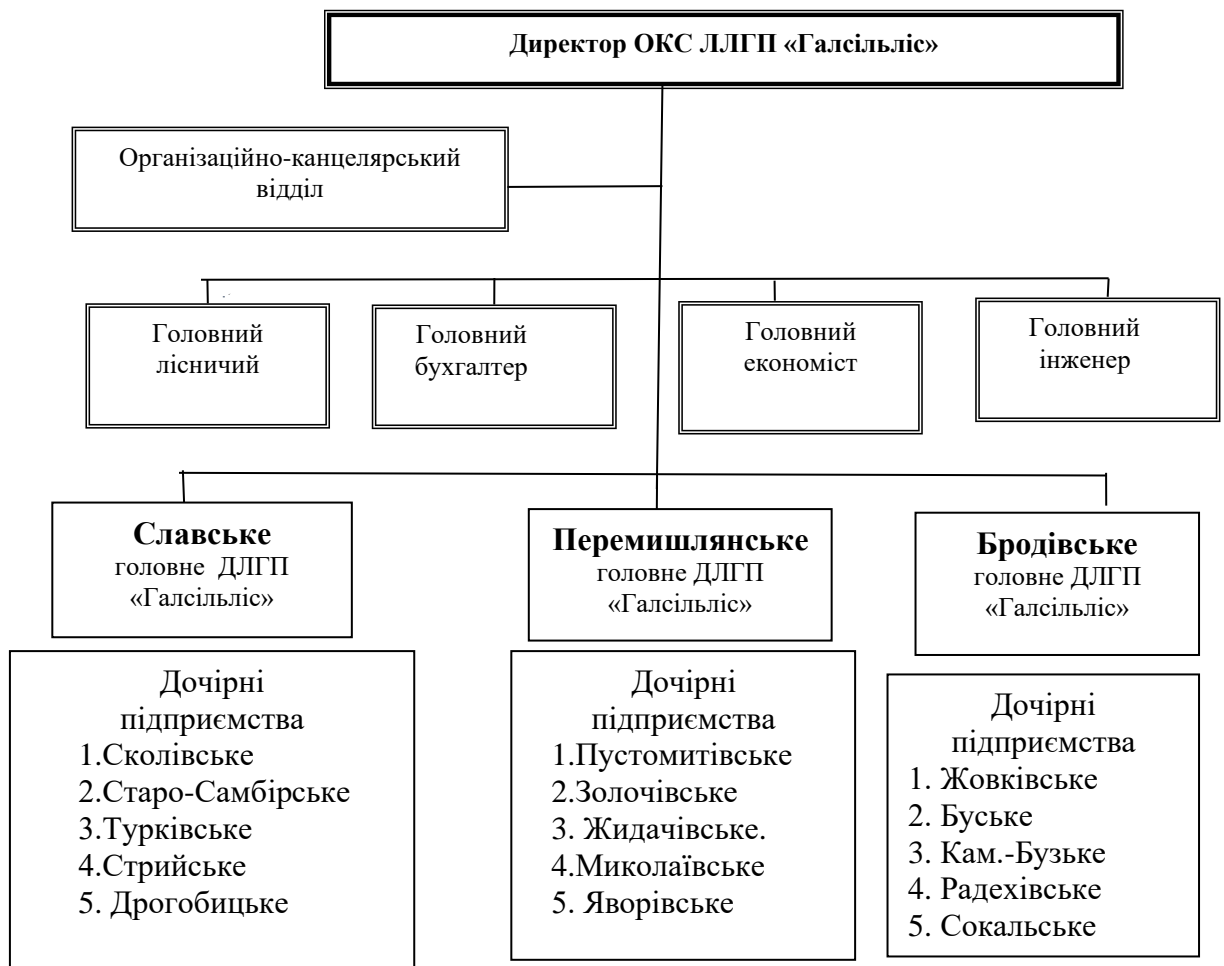 Директор ОКС ЛЛГП «Галсільліс»
Організаційно-канцелярський
відділ
Головний
лісничий
Головний
бухгалтер
Головний
економіст
Головний
інженер
Славське
головне ДЛГП
«Галсільліс»
Перемишлянське
головне ДЛГП
«Галсільліс»
Бродівське
головне ДЛГП
«Галсільліс»
Дочірні
підприємства
1.Сколівське
2.Старо-Самбірське
3.Турківське
4.Стрийське
5. Дрогобицьке
Дочірні
підприємства
1.Пустомитівське
2.Золочівське
3. Жидачівське.
4.Миколаївське
5. Яворівське
Дочірні
підприємства
1. Жовківське
2. Буське
3. Кам.-Бузьке
4. Радехівське
5. Сокальське